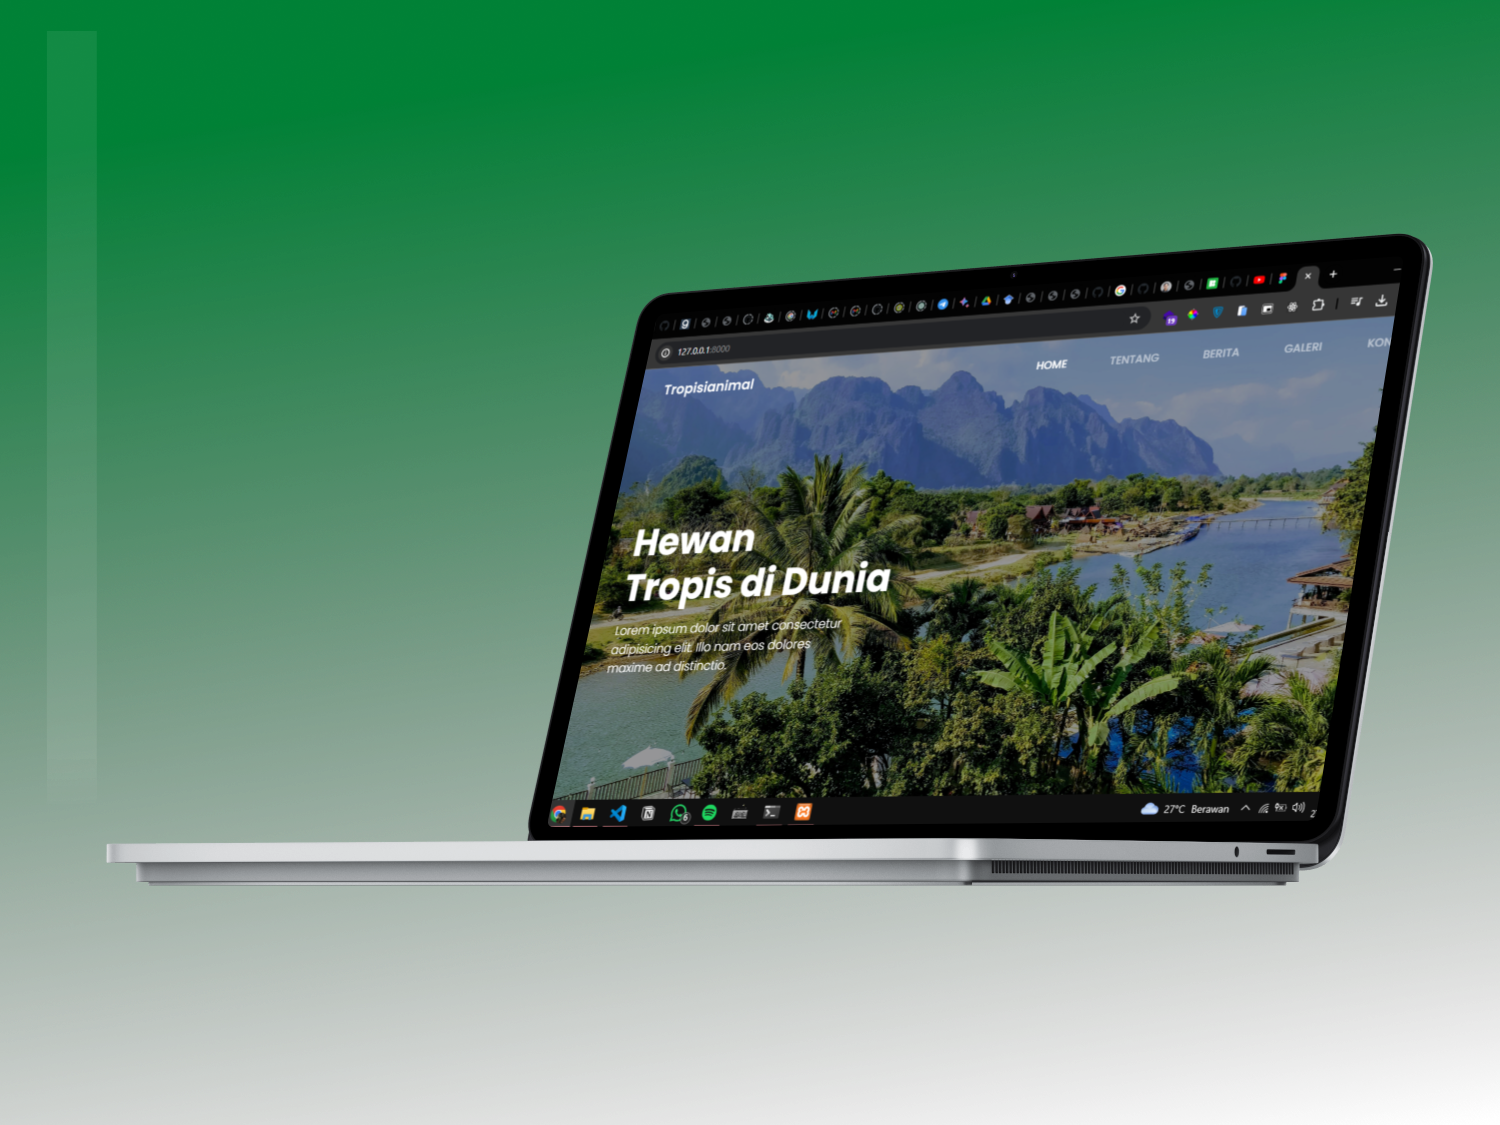 127.0.0.1:8000
Tropisianimal
HOME TENTANG BERITA GALERI KON
Hewan
Tropis di Dunia
Lorem ipsum dolor sit amet consectetur
adipisicing elit. Illo nam eos dolores
maxime ad distinctio.
27°C Berawan